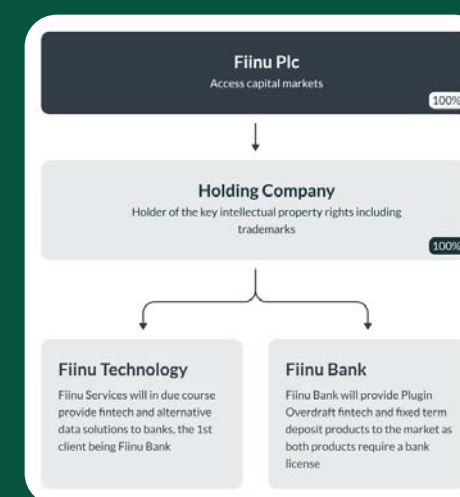 Fiinu Plc
Access capital markets
100%
Holding Company
Holder of the key intellectual property rights including
trademarks
100%
Fiinu Technology
Fiinu Services will in due course
provide fintech and alternative
data solutions to banks, the 1st
client being Fiinu Bank
Fiinu Bank
Fiinu Bank will provide Plugin
Overdraft fintech and fixed term
deposit products to the market as
both products require a bank
license